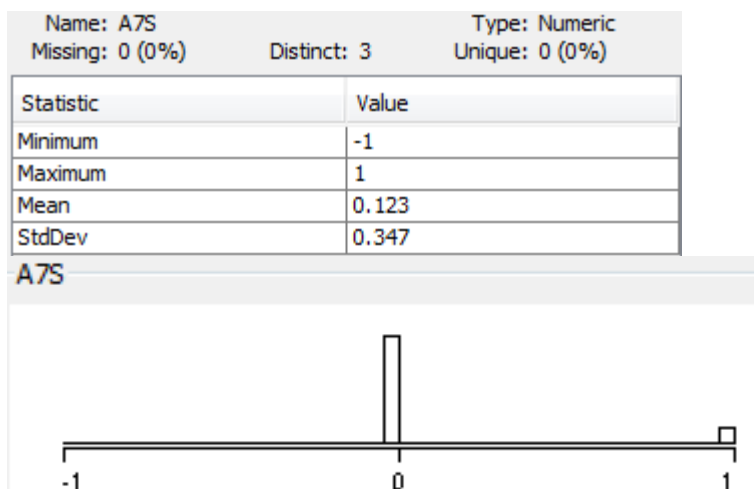 Name: A7S Type: Numeric
Missing: 0 (0%) Distinct: 3 Unique: 0 (0%)
Statistic Value
Minimum -1
Maximum 1
Mean 0.123
StdDev 0.347
A7S
-1 0 1